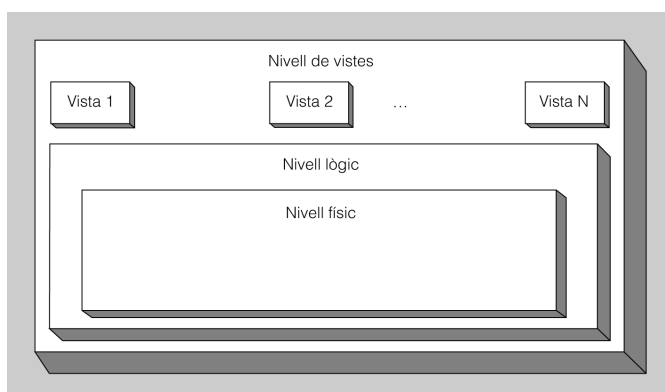 Nivell de vistes
Vista 1 Vista 2 ... Vista N
Nivell lògic
Nivell físic